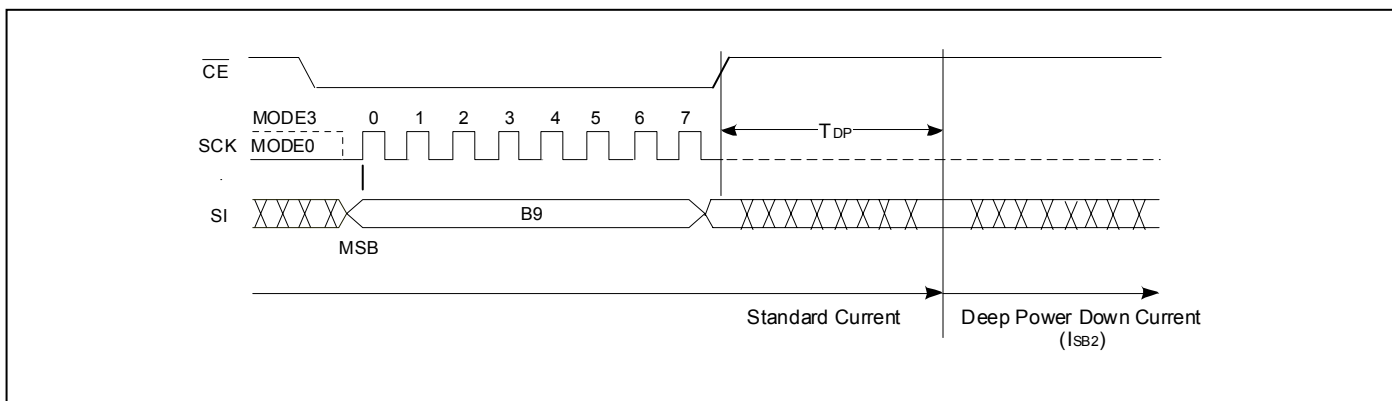 CE
MODE3 0 1 2 3 4 5 6 7
SCK MODE0 TDP
SI B9
MSB
Standard Current Deep Power Down Current
(ISB2)